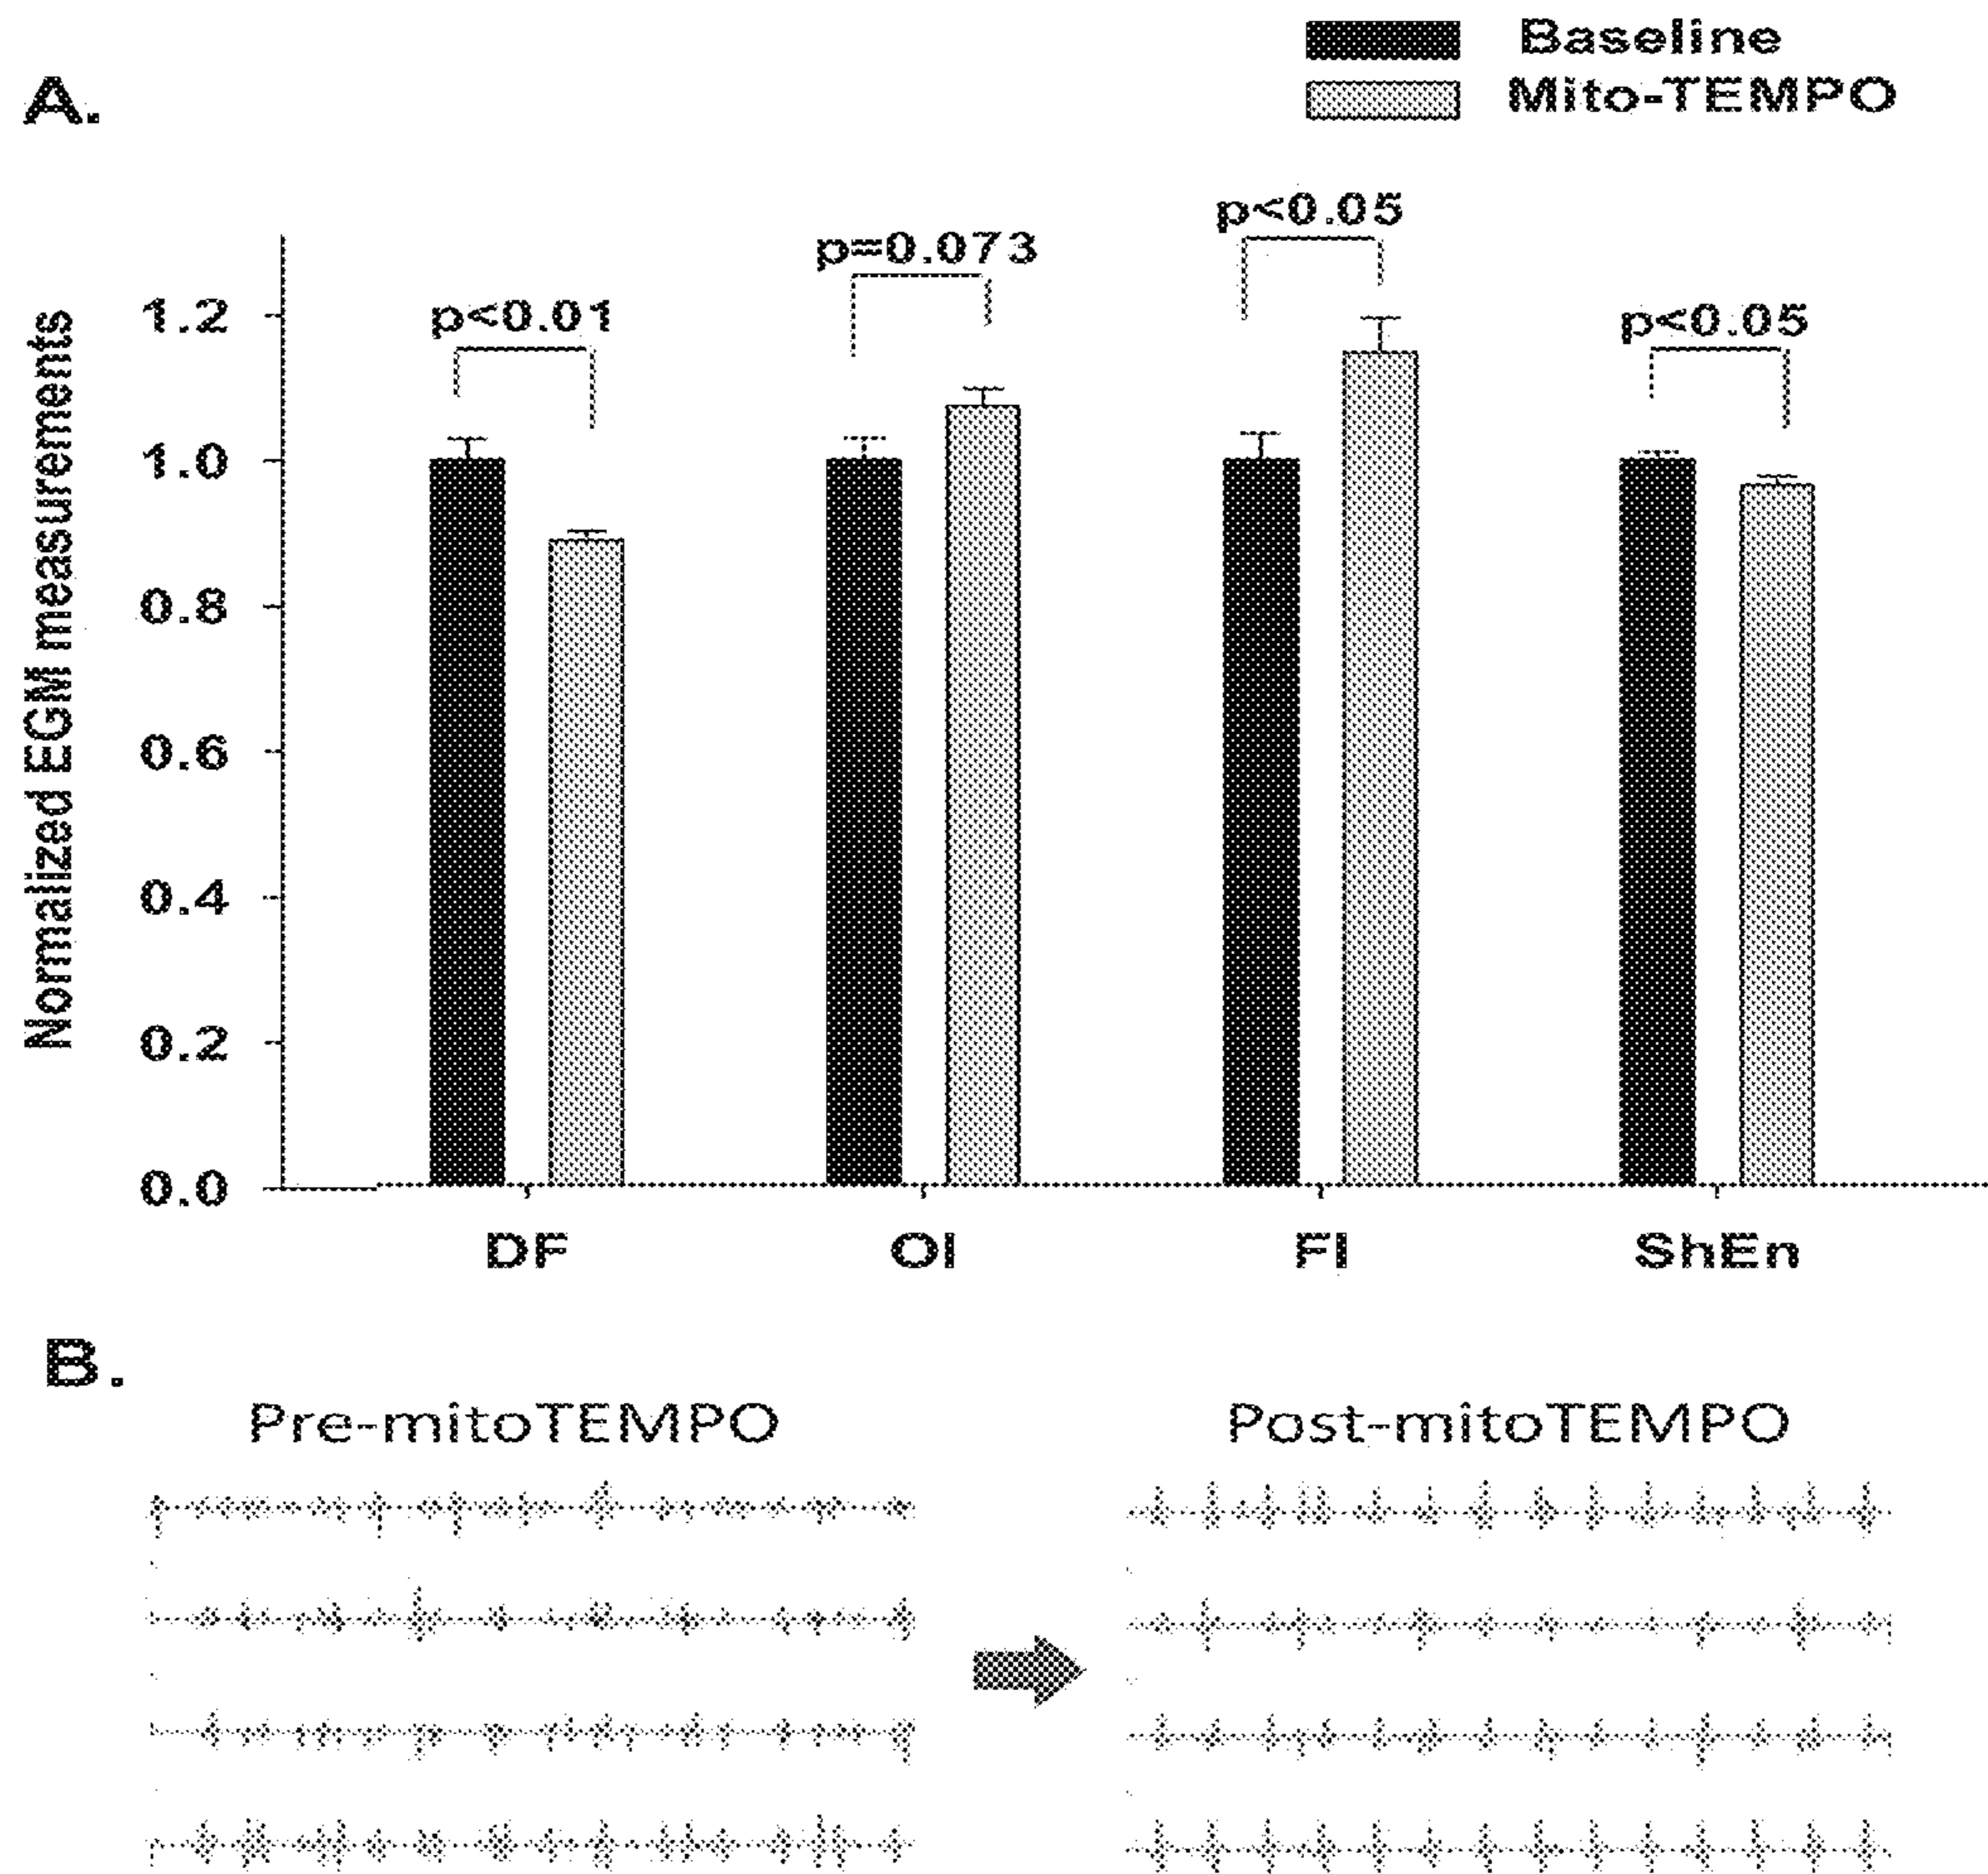 Baseline
A.
Mito-TEMPO
p<0.05
p=0.073
p<0.01
p<0.05
Normalized EGM measurements
1.2
1.0
0.8
0.6
0.4
0.2
0.0
DF OI FI ShEn
B.
Pre-mitoTEMPO Post-mitoTEMPO